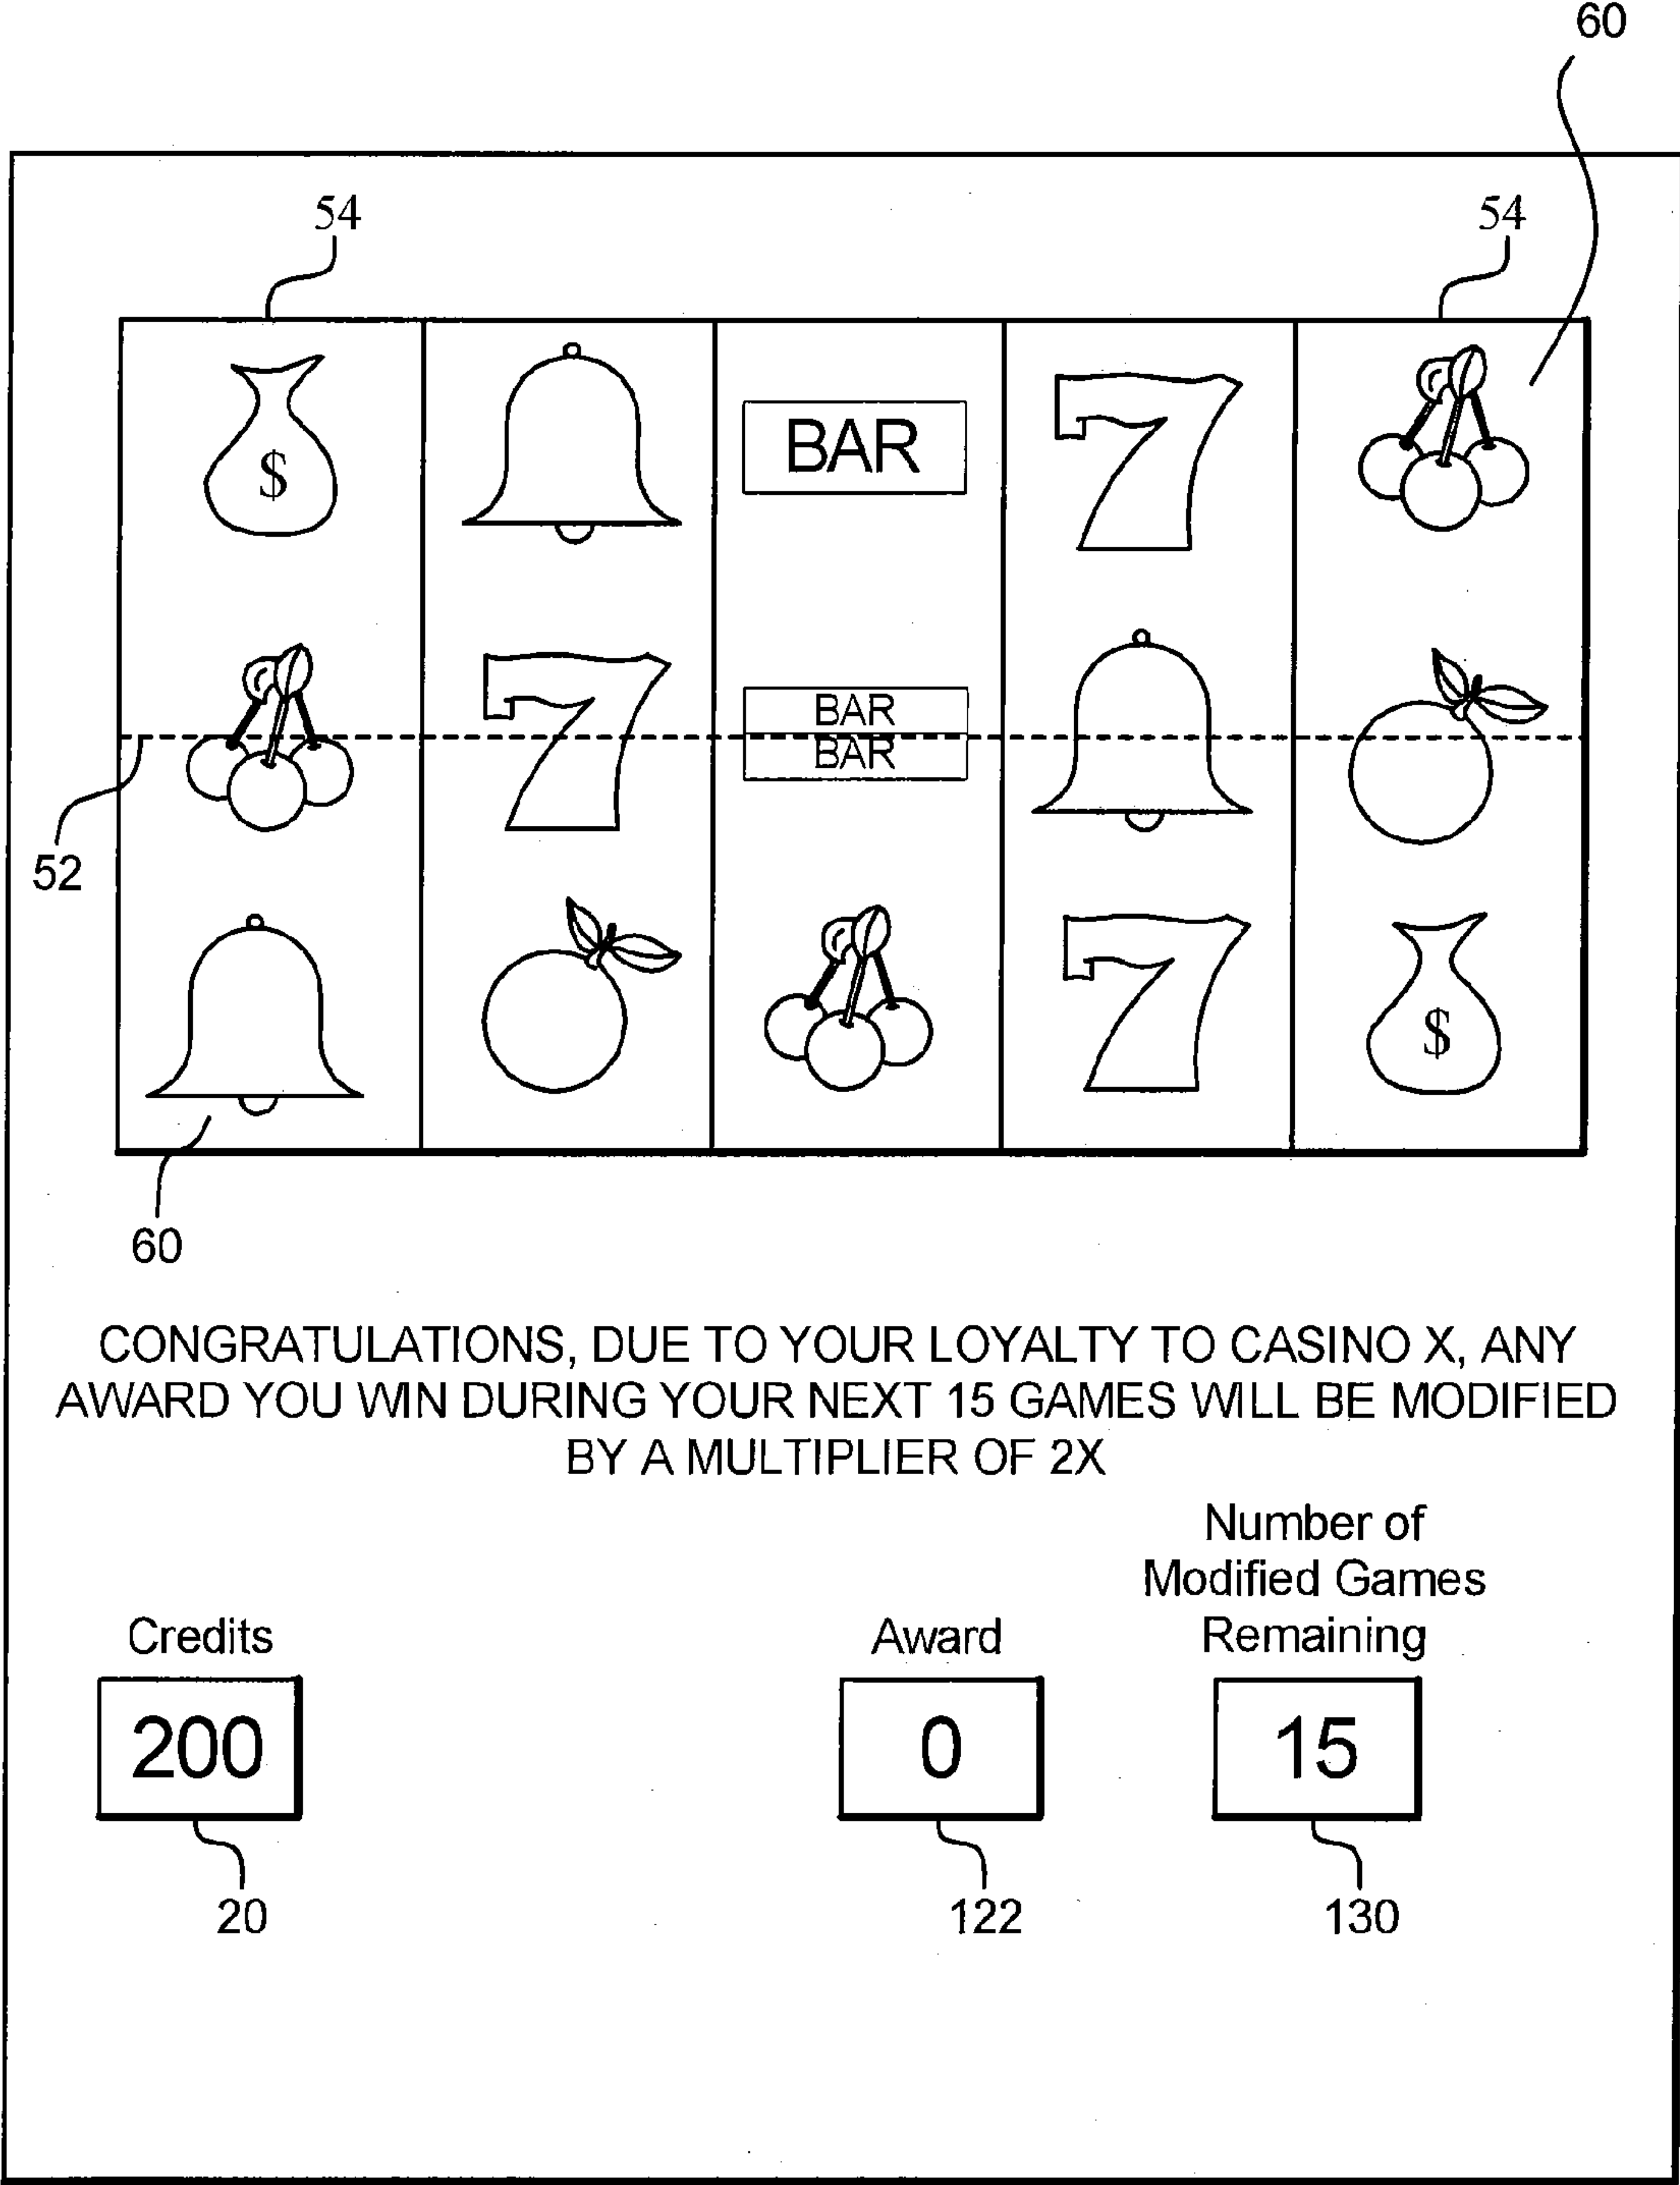 60
54
54
$
BAR
BAR
BAR
52
$
60
CONGRATULATIONS, DUE TO YOUR LOYALTY TO CASINO X, ANY
AWARD YOU WIN DURING YOUR NEXT 15 GAMES WILL BE MODIFIED
BY A MULTIPLIER OF 2X
Number of
Modified Games
Remaining
Credits
Award
200
0
15
20
122
130